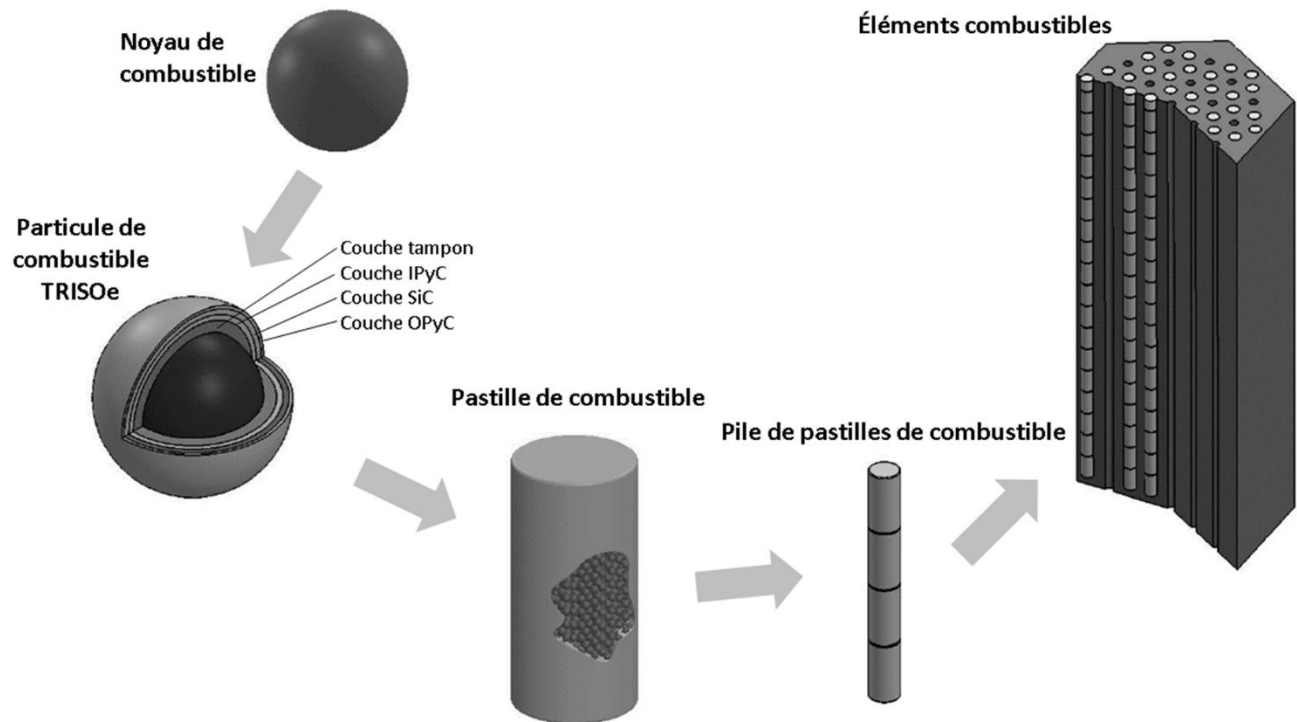 Noyau de
combustible
Éléments combustibles
Particule de
combustible
TRISOe
Couche tampon
Couche IPyC
Couche SiC
Couche OPyC
Pastille de combustible
Pile de pastilles de combustible